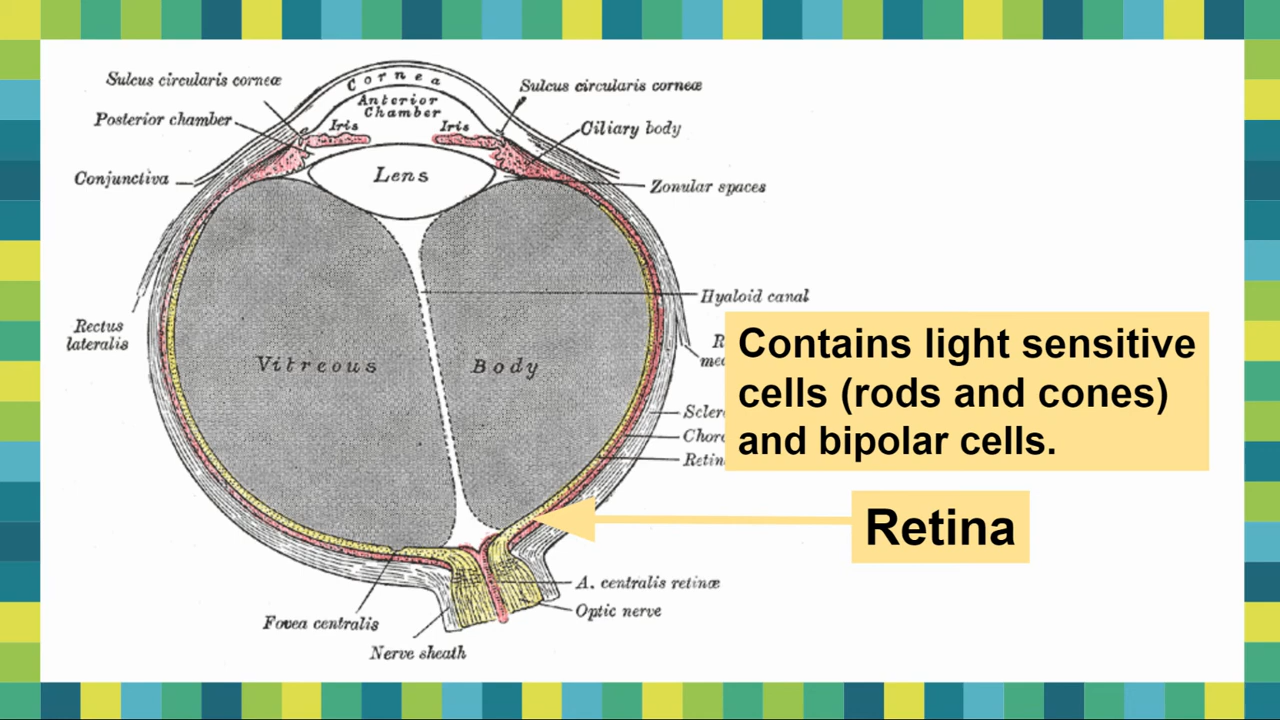 Sulcus circularis corneæ
Cornea
Sulcus circularis corneæ
Anterior
Chamber
Posterior chamber
Iris
Iris
Ciliary body
Conjunctiva
Lens
Zonular spaces
Hyaloid canal
Rectus
lateralis
Vitreous Body
Contains light sensitive
cells (rods and cones)
and bipolar cells.
Retina
A. centralis retinæ
Optic nerve
Fovea centralis
Nerve sheath